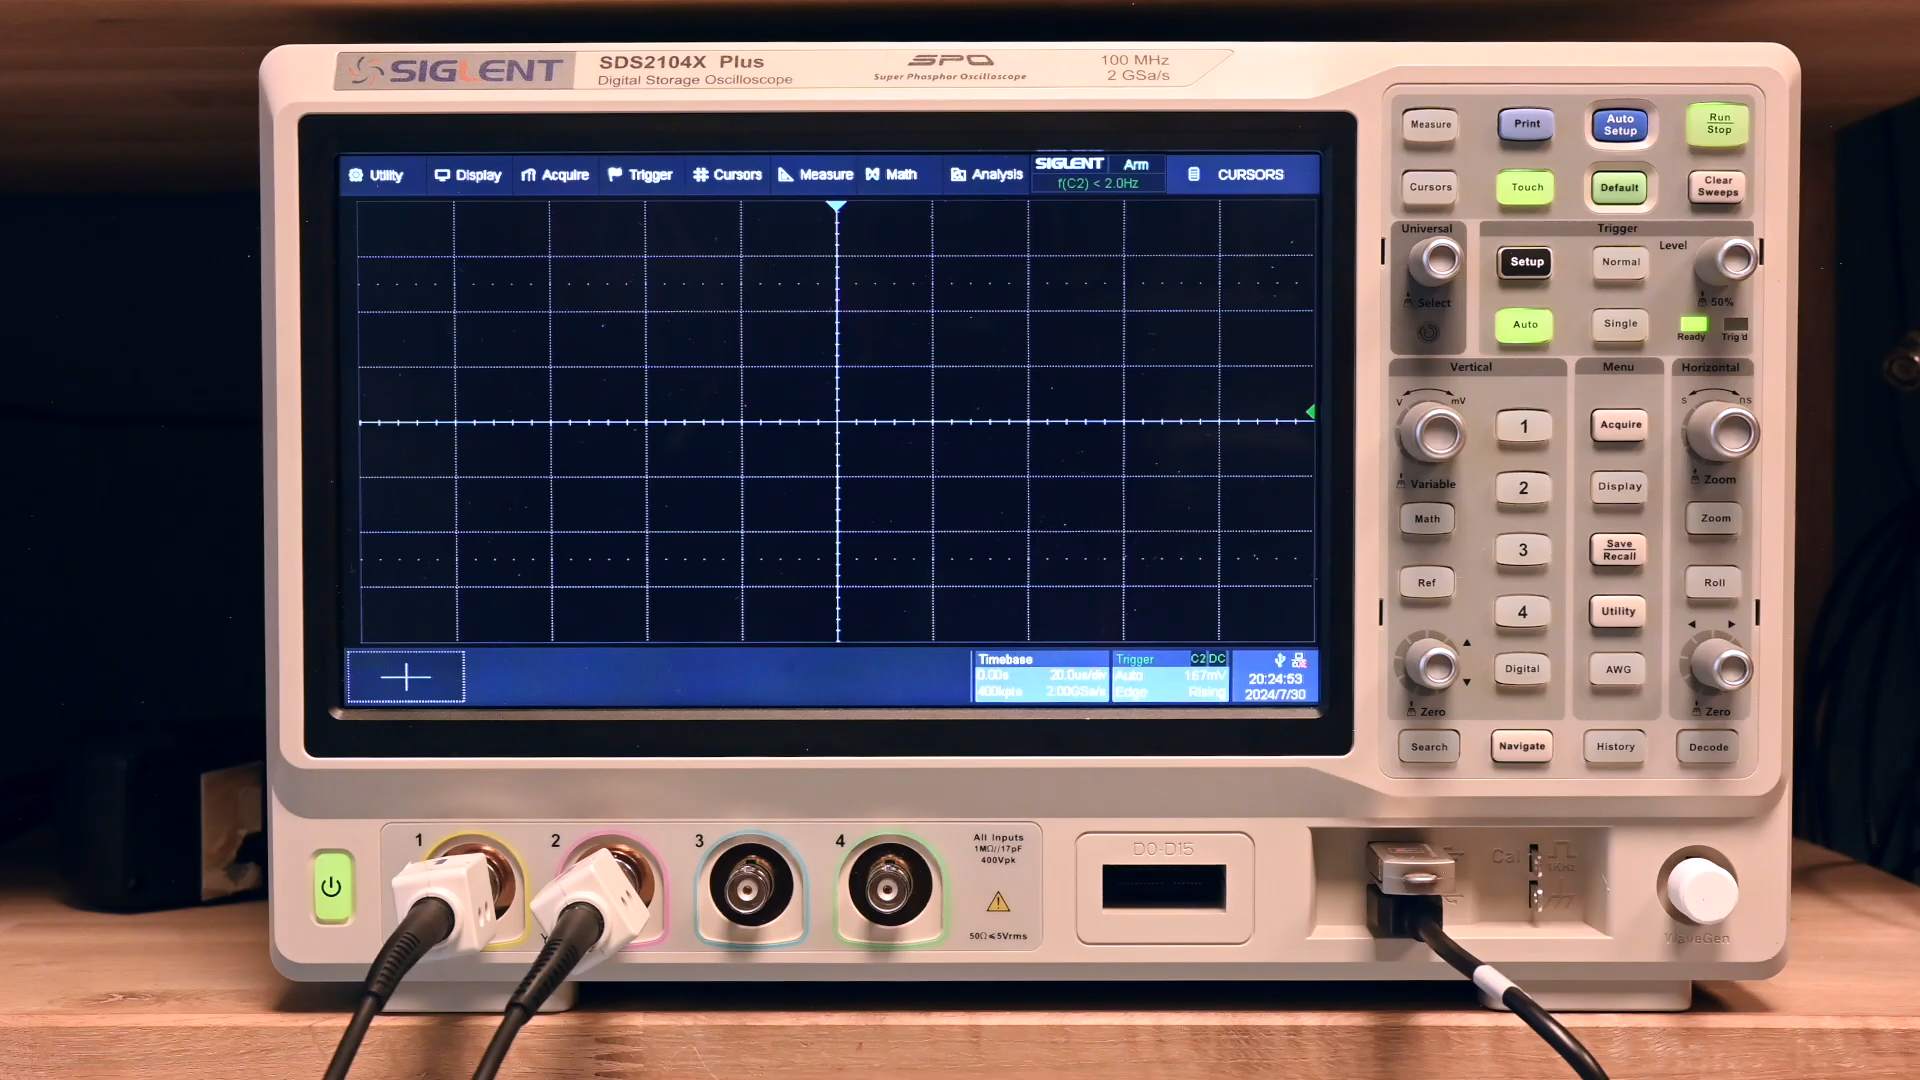 SIGLENT
SDS2104X Plus
Digital Storage Oscilloscope
SPO
Super Phosphor Oscilloscope
100 MHz
2 GSa/s
Utility
Display
Acquire
Trigger
Cursors
Measure
Math
Analysis
SIGLENT
Arm
f(C2) < 2.0Hz
CURSORS
Timebase
0.00s 20.0us/div
400kpts 2.00GSa/s
Trigger C2 DC
Auto 167mV
Edge Rising
20:24:53
2024/7/30
Measure
Print
Auto
Setup
Run
Stop
Cursors
Touch
Default
Clear
Sweeps
Universal
Select
Trigger
Setup
Normal
Level
50%
Auto
Single
Ready
Trig'd
Vertical
V mV
Variable
Math
Ref
Zero
1
2
3
4
Digital
Menu
Acquire
Display
Save
Recall
Utility
AWG
Horizontal
s ns
Zoom
Zoom
Roll
Zero
Search
Navigate
History
Decode
1
2
3
4
All Inputs
1MΩ//17pF
400Vpk
50Ω≤5Vrms
D0-D15
Cal
1KHz
WaveGen